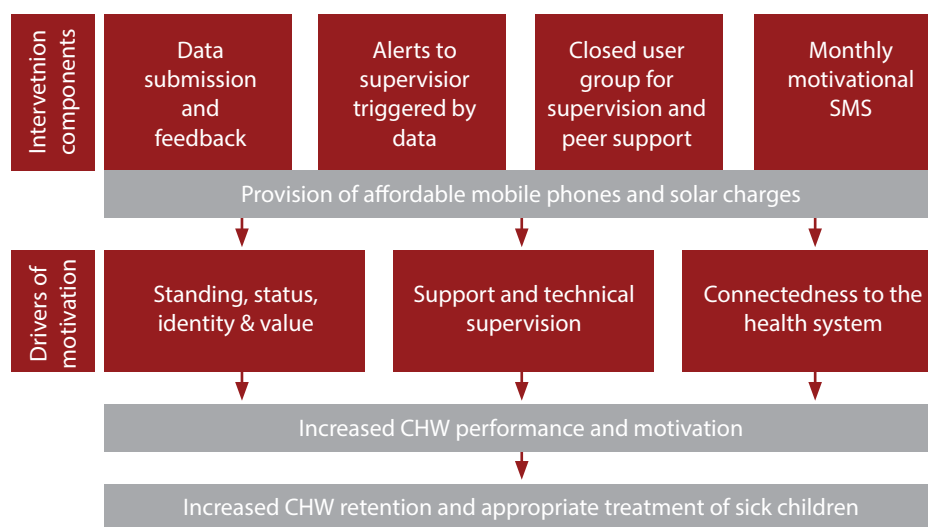 Intervetnion
components
Data
submission
and
feedback
Alerts to
supervisior
triggered by
data
Closed user
group for
supervision and
peer support
Monthly
motivational
SMS
Provision of affordable mobile phones and solar charges
Drivers of
motivation
Standing, status,
identity & value
Support and technical
supervision
Connectedness to the
health system
Increased CHW performance and motivation
Increased CHW retention and appropriate treatment of sick children